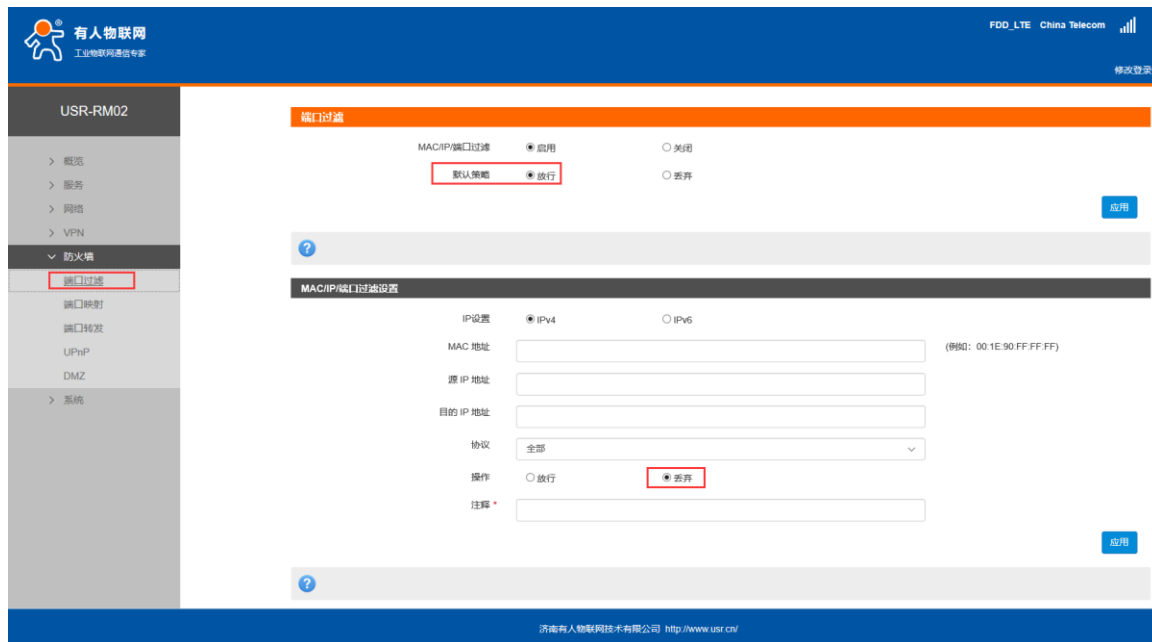 有人物联网
工业物联网通信专家
FDD_LTE China Telecom
修改登录
USR-RM02
概览
服务
网络
VPN
防火墙
端口过滤
端口映射
端口转发
UPnP
DMZ
系统
端口过滤
MAC/IP/端口过滤 启用 关闭
默认策略 放行 丢弃
应用
?
MAC/IP/端口过滤设置
IP设置 IPv4 IPv6
MAC 地址 (例如：00:1E:90:FF:FF:FF)
源 IP 地址
目的 IP 地址
协议 全部
操作 放行 丢弃
注释 *
应用
?
济南有人物联网技术有限公司 http://www.usr.cn/